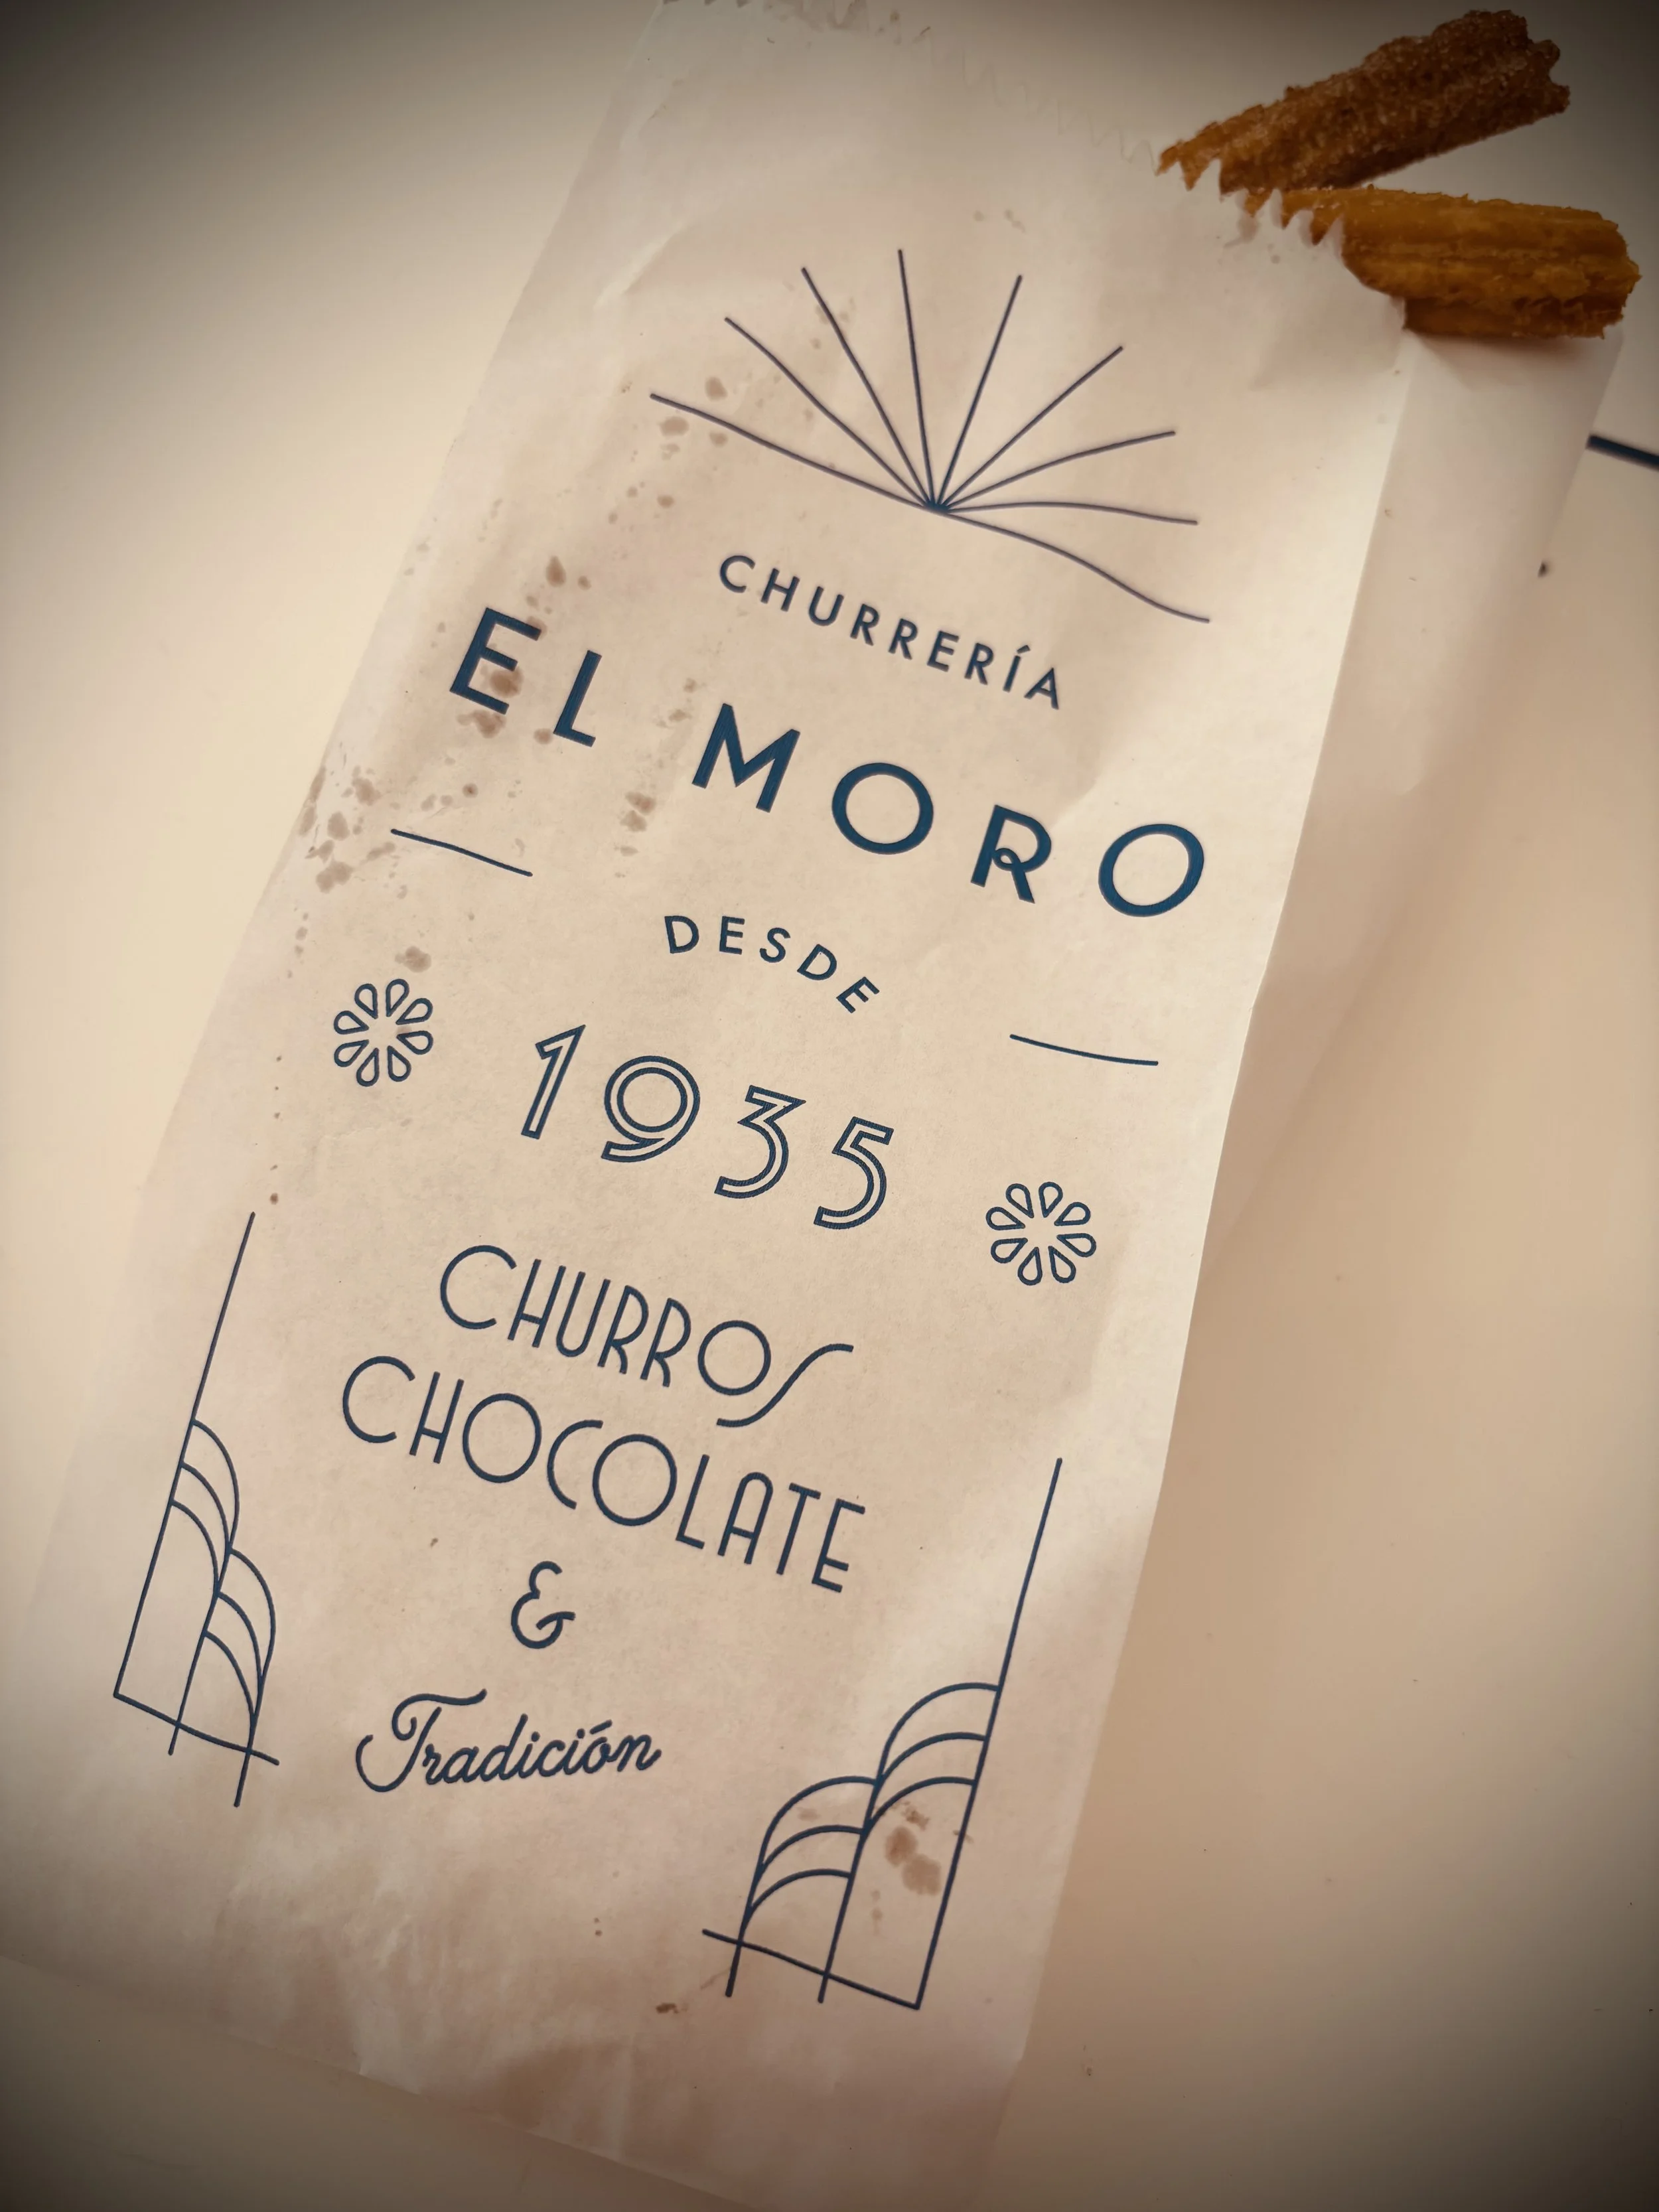 CHURRERÍA
EL MORO
DESDE
1935
CHURROS
CHOCOLATE
&
Tradición